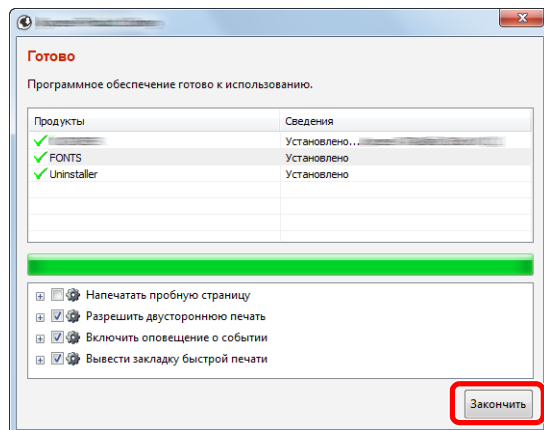 Готово
Программное обеспечение готово к использованию.
Продукты Сведения
Установлено...
FONTS Установлено
Uninstaller Установлено
Напечатать пробную страницу
Разрешить двустороннюю печать
Включить оповещение о событии
Вывести закладку быстрой печати
Закончить